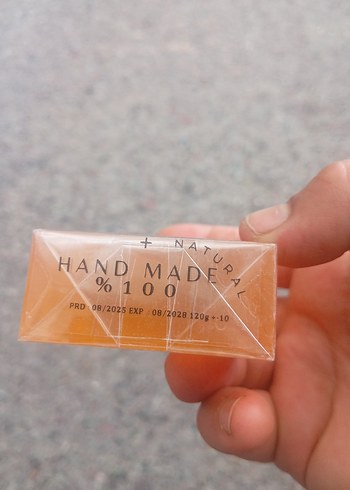 + NATURAL
HAND MADE
%100
PRD : 08/2025 EXP : 08/2028 120g+-10